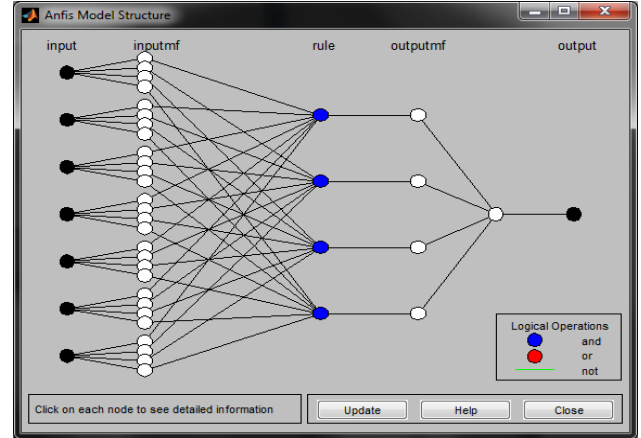 Anfis Model Structure
input inputmf rule outputmf output
Logical Operations
and
or
not
Click on each node to see detailed information
Update Help Close